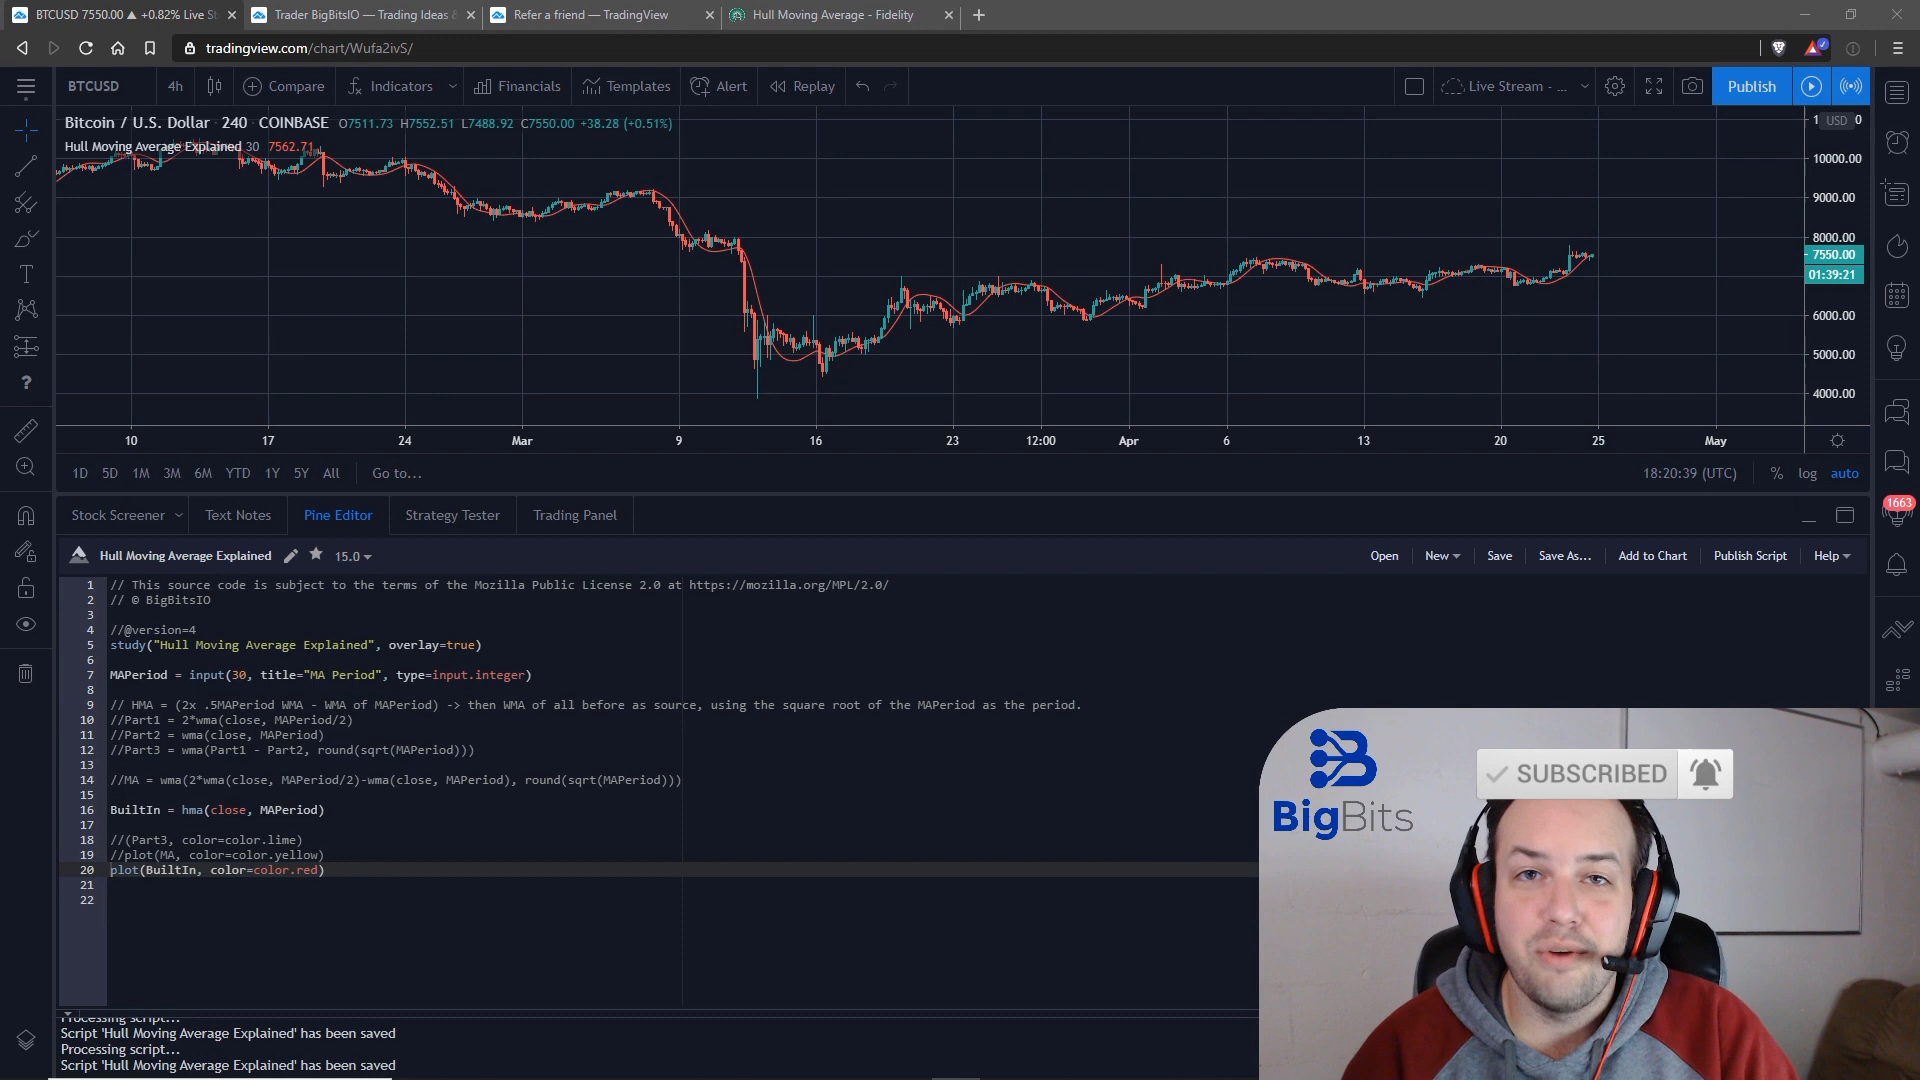 BTCUSD 7550.00 ▲ +0.82% Live St
Trader BigBitsIO — Trading Ideas &
Refer a friend — TradingView
Hull Moving Average - Fidelity
tradingview.com/chart/Wufa2ivS/
BTCUSD 4h Compare Indicators Financials Templates Alert Replay Live Stream - ... Publish
Bitcoin / U.S. Dollar 240 COINBASE O7511.73 H7552.51 L7488.92 C7550.00 +38.28 (+0.51%)
Hull Moving Average Explained 30 7562.71
1 USD 0
10000.00
9000.00
8000.00
7550.00
01:39:21
6000.00
5000.00
4000.00
10 17 24 Mar 9 16 23 12:00 Apr 6 13 20 25 May
1D 5D 1M 3M 6M YTD 1Y 5Y All Go to... 18:20:39 (UTC) % log auto
1663
Stock Screener Text Notes Pine Editor Strategy Tester Trading Panel
Hull Moving Average Explained 15.0 Open New Save Save As... Add to Chart Publish Script Help
1 // This source code is subject to the terms of the Mozilla Public License 2.0 at https://mozilla.org/MPL/2.0/
2 // © BigBitsIO
3
4 //@version=4
5 study("Hull Moving Average Explained", overlay=true)
6
7 MAPeriod = input(30, title="MA Period", type=input.integer)
8
9 // HMA = (2x .5MAPeriod WMA - WMA of MAPeriod) -> then WMA of all before as source, using the square root of the MAPeriod as the period.
10 //Part1 = 2*wma(close, MAPeriod/2)
11 //Part2 = wma(close, MAPeriod)
12 //Part3 = wma(Part1 - Part2, round(sqrt(MAPeriod)))
13
14 //MA = wma(2*wma(close, MAPeriod/2)-wma(close, MAPeriod), round(sqrt(MAPeriod)))
15
16 BuiltIn = hma(close, MAPeriod)
17
18 //(Part3, color=color.lime)
19 //plot(MA, color=color.yellow)
20 plot(BuiltIn, color=color.red)
21
22
SUBSCRIBED
BigBits
Processing script...
Script 'Hull Moving Average Explained' has been saved
Processing script...
Script 'Hull Moving Average Explained' has been saved